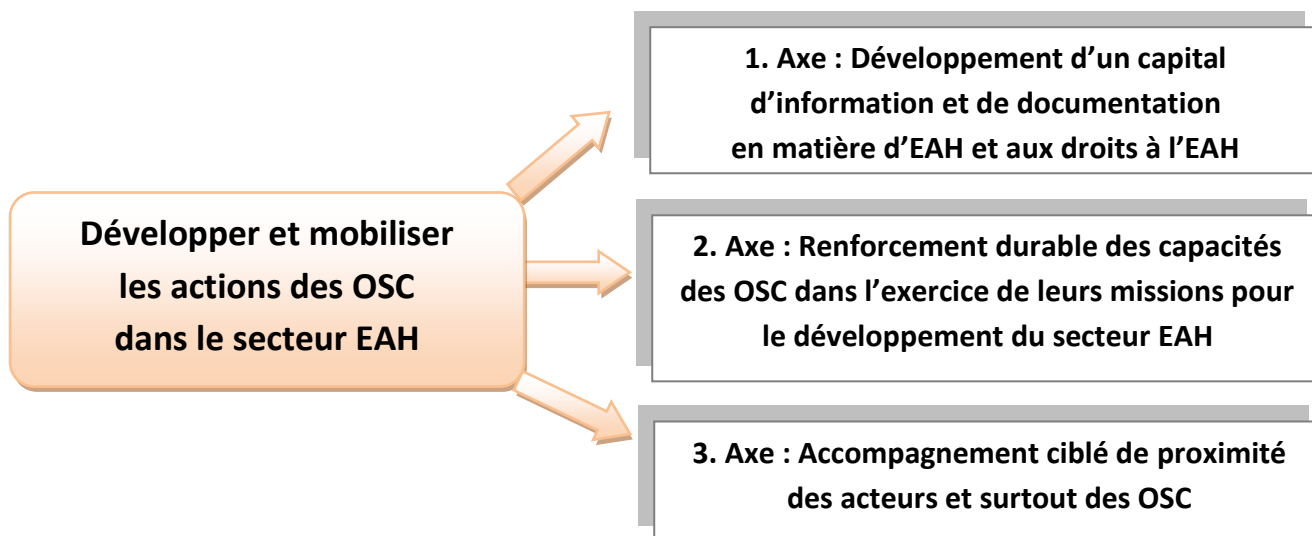 Développer et mobiliser
les actions des OSC
dans le secteur EAH
1. Axe : Développement d’un capital
d’information et de documentation
en matière d’EAH et aux droits à l’EAH
2. Axe : Renforcement durable des capacités
des OSC dans l’exercice de leurs missions pour
le développement du secteur EAH
3. Axe : Accompagnement ciblé de proximité
des acteurs et surtout des OSC